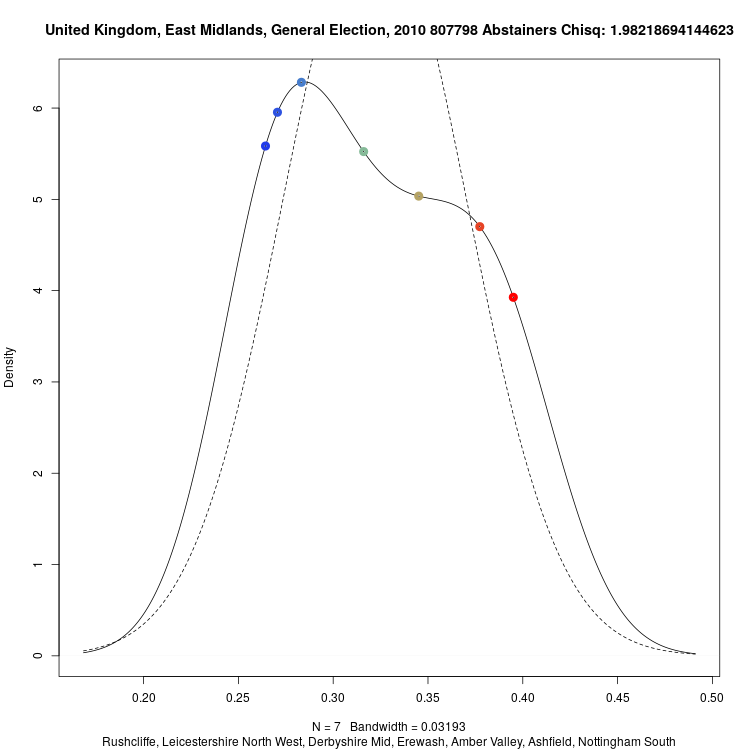 United Kingdom, East Midlands, General Election, 2010 807798 Abstainers Chisq: 1.98218694144623
Density
6
5
4
3
2
1
0
0.20 0.25 0.30 0.35 0.40 0.45 0.50
N = 7 Bandwidth = 0.03193
Rushcliffe, Leicestershire North West, Derbyshire Mid, Erewash, Amber Valley, Ashfield, Nottingham South